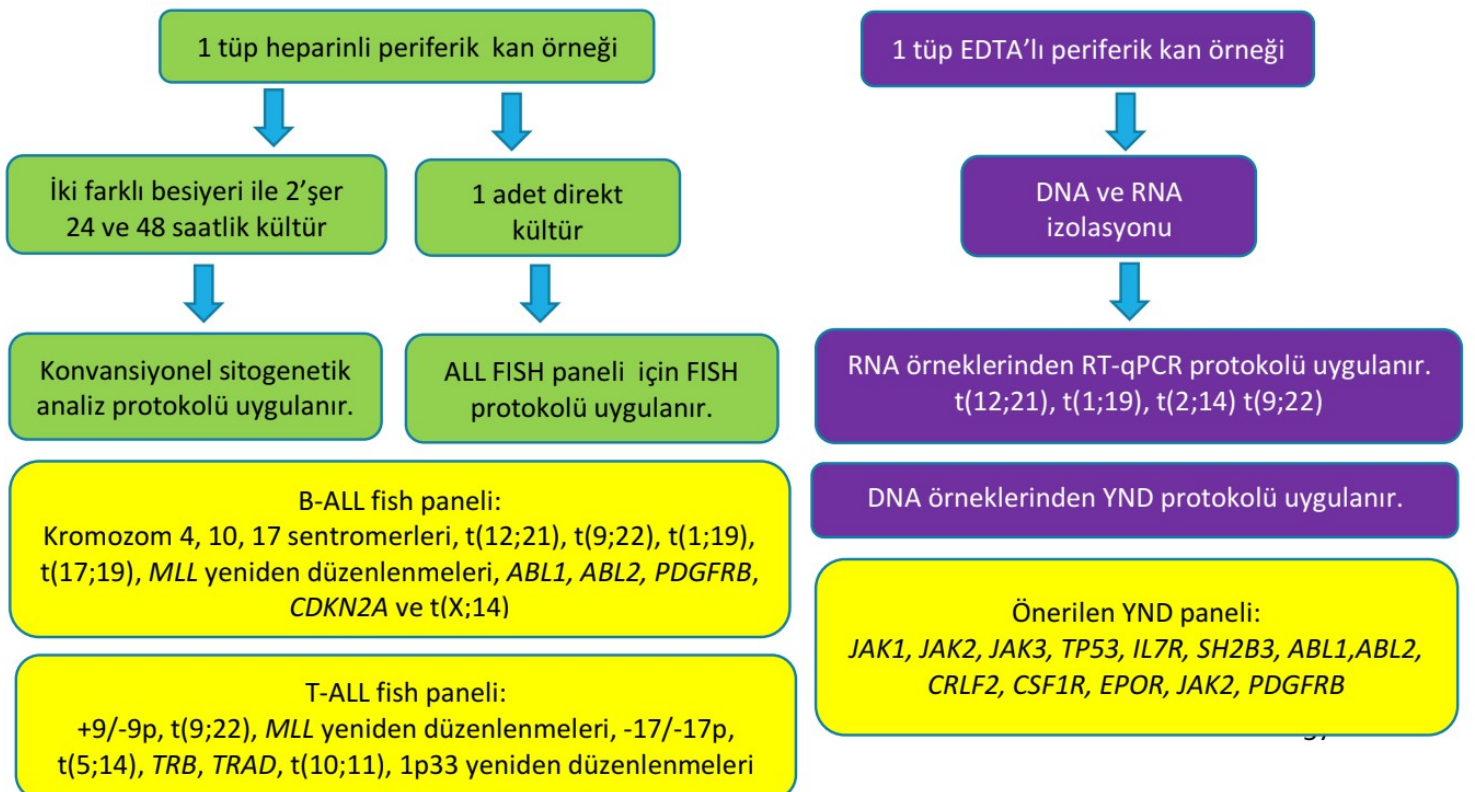 1 tüp heparinli periferik kan örneği
İki farklı besiyeri ile 2’şer
24 ve 48 saatlik kültür
1 adet direkt
kültür
Konvansiyonel sitogenetik
analiz protokolü uygulanır.
ALL FISH paneli için FISH
protokolü uygulanır.
B-ALL fish paneli:
Kromozom 4, 10, 17 sentromerleri, t(12;21), t(9;22), t(1;19),
t(17;19), MLL yeniden düzenlenmeleri, ABL1, ABL2, PDGFRB,
CDKN2A ve t(X;14)
T-ALL fish paneli:
+9/-9p, t(9;22), MLL yeniden düzenlenmeleri, -17/-17p,
t(5;14), TRB, TRAD, t(10;11), 1p33 yeniden düzenlenmeleri
1 tüp EDTA’lı periferik kan örneği
DNA ve RNA
izolasyonu
RNA örneklerinden RT-qPCR protokolü uygulanır.
t(12;21), t(1;19), t(2;14) t(9;22)
DNA örneklerinden YND protokolü uygulanır.
Önerilen YND paneli:
JAK1, JAK2, JAK3, TP53, IL7R, SH2B3, ABL1,ABL2,
CRLF2, CSF1R, EPOR, JAK2, PDGFRB